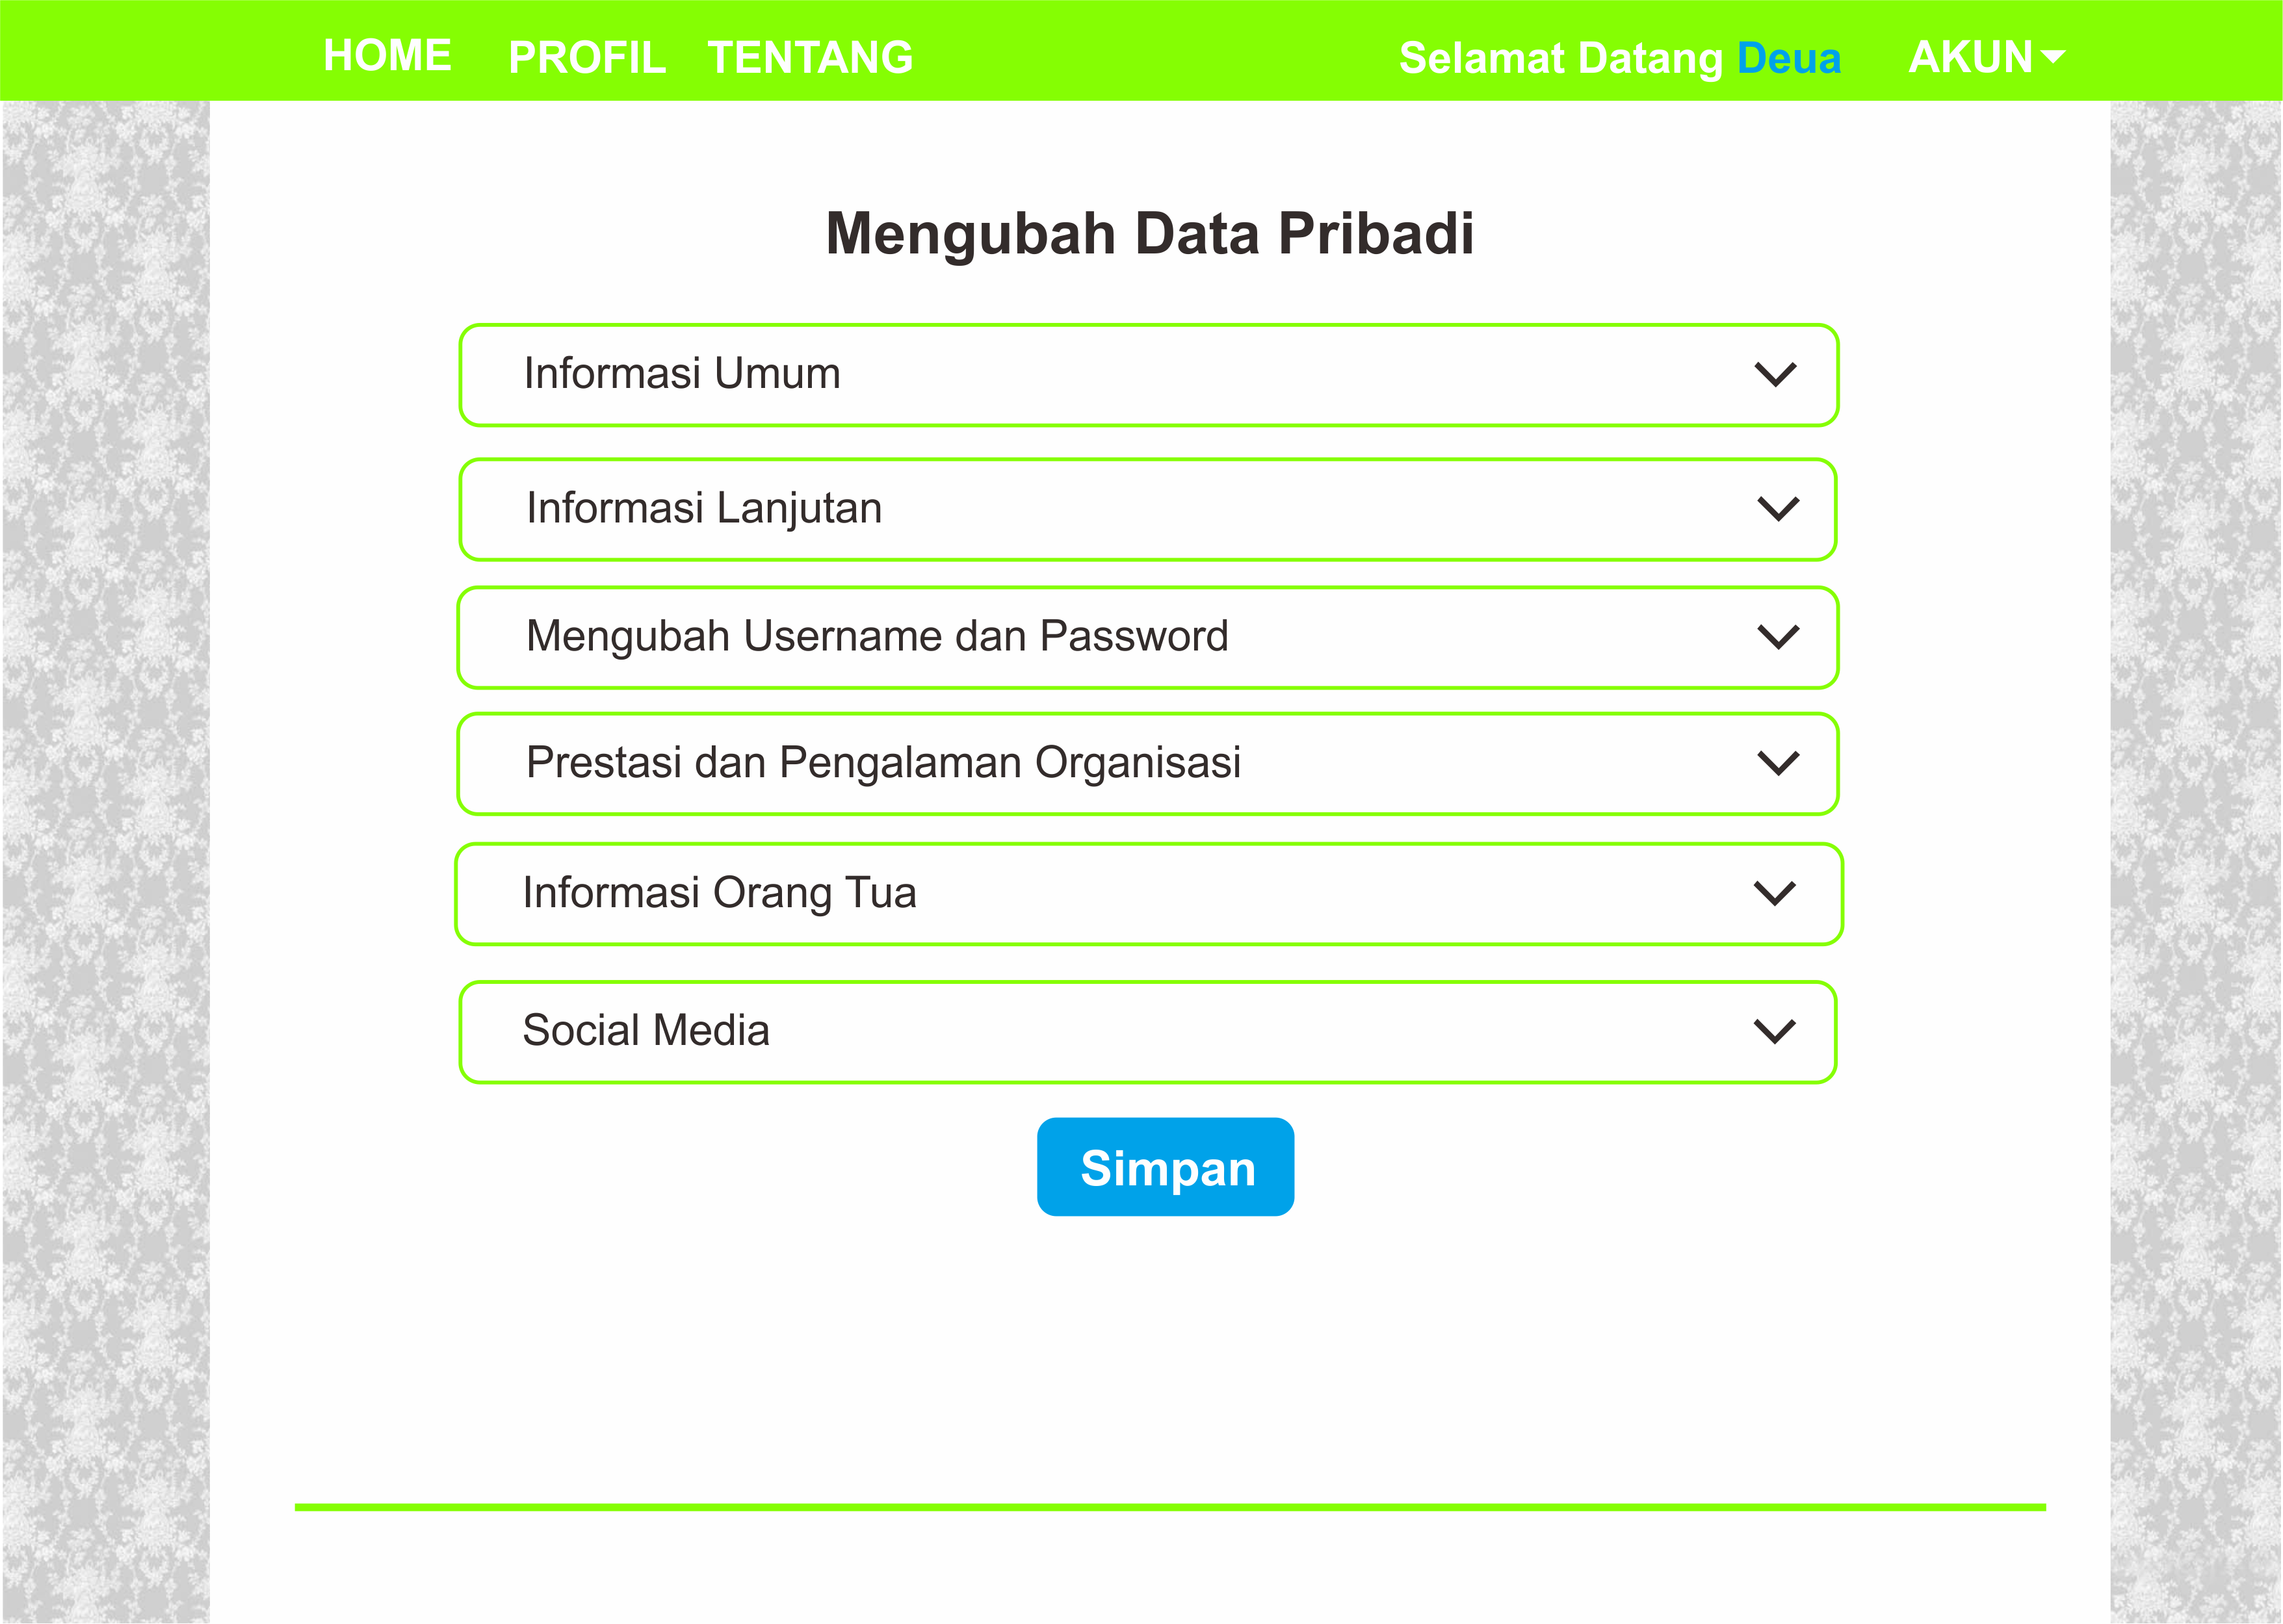 HOME PROFIL TENTANG Selamat Datang Deua AKUN
Mengubah Data Pribadi
Informasi Umum
Informasi Lanjutan
Mengubah Username dan Password
Prestasi dan Pengalaman Organisasi
Informasi Orang Tua
Social Media
Simpan